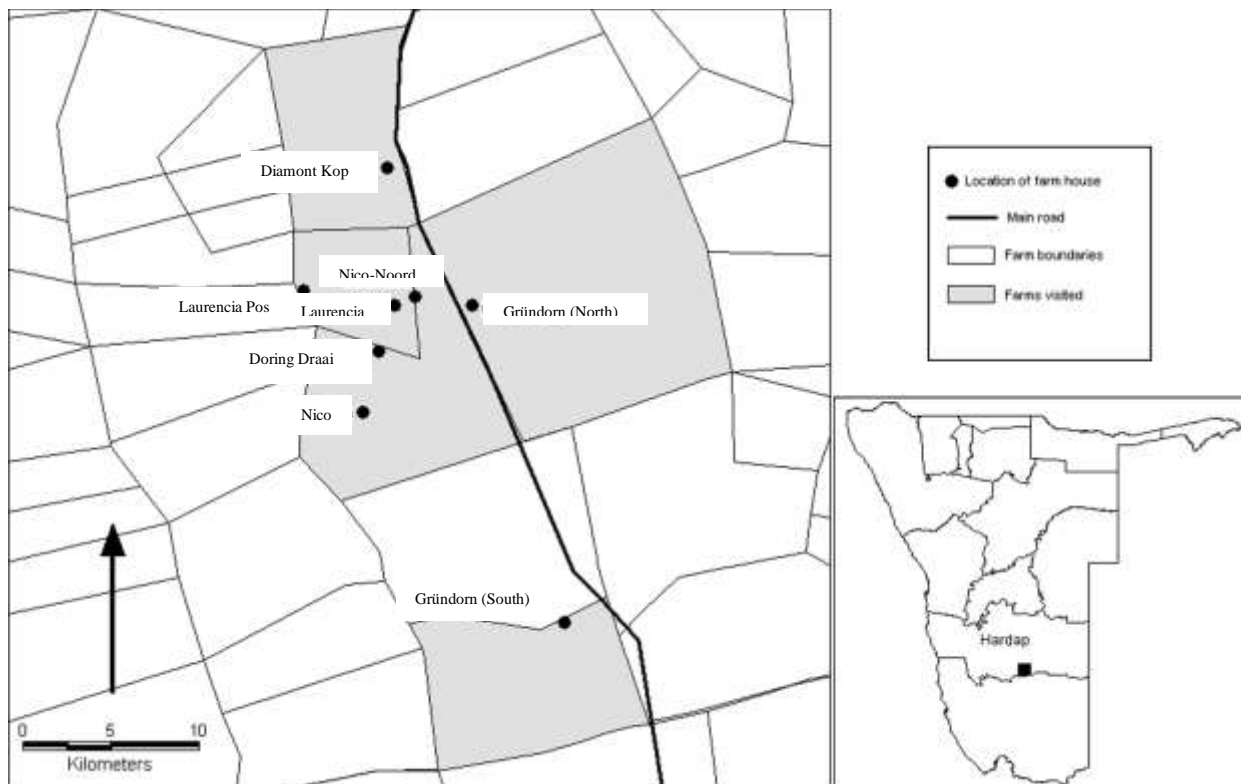 Diamont Kop
Nico-Noord
Laurencia Pos
Laurencia
Gründorn (North)
Doring Draai
Nico
Gründorn (South)
0 5 10
Kilometers
Location of farm house
Main road
Farm boundaries
Farms visited
Hardap